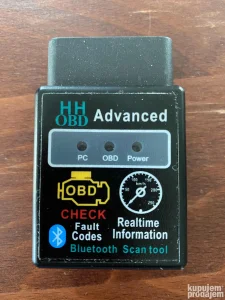 HH
OBD Advanced
PC OBD Power
OBD
CHECK
Fault
Codes
Realtime
Information
Bluetooth Scan tool
kupujem
prodajem